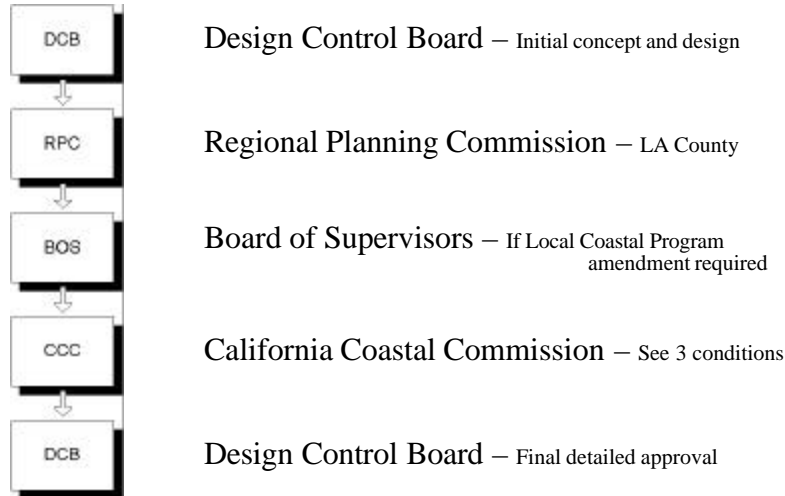 DCB
Design Control Board – Initial concept and design
RPC
Regional Planning Commission – LA County
BOS
Board of Supervisors – If Local Coastal Program
amendment required
CCC
California Coastal Commission – See 3 conditions
DCB
Design Control Board – Final detailed approval